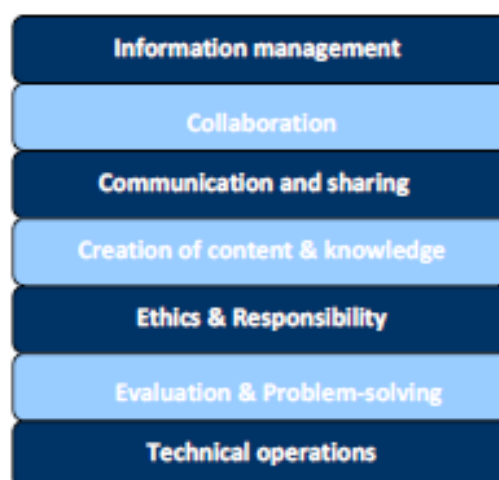 Information management
Collaboration
Communication and sharing
Creation of content & knowledge
Ethics & Responsibility
Evaluation & Problem-solving
Technical operations